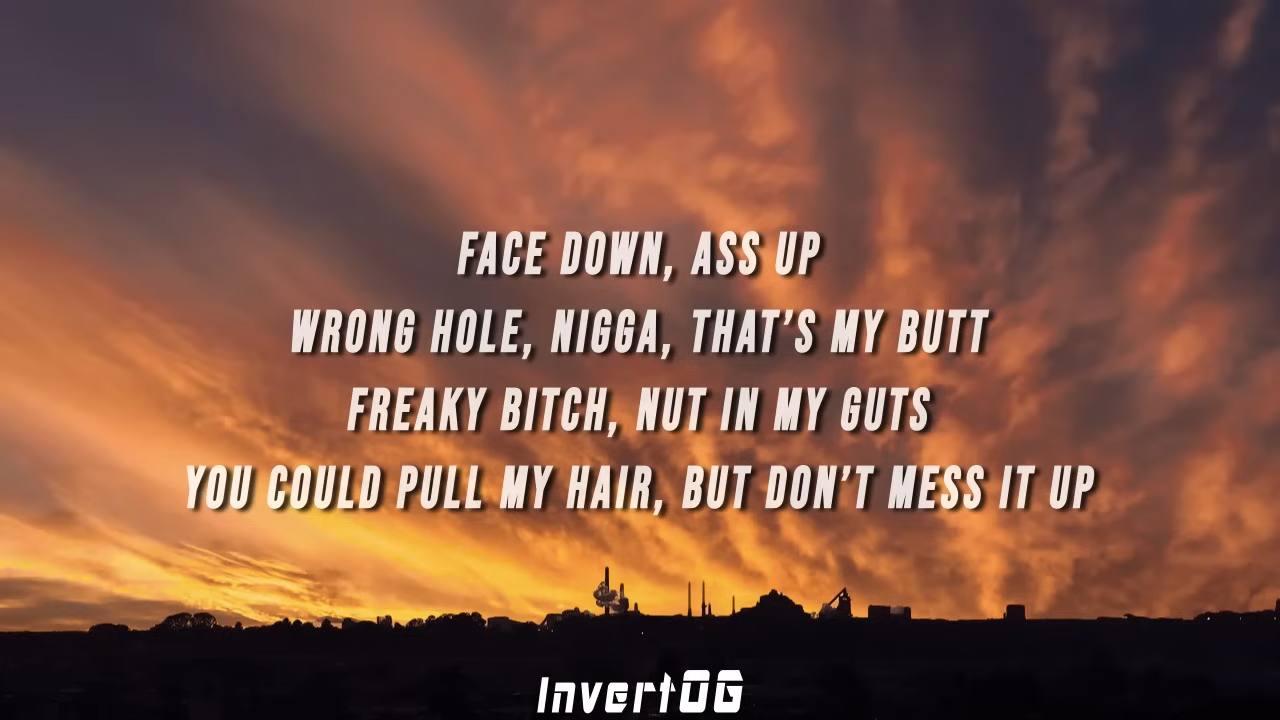 FACE DOWN, ASS UP
WRONG HOLE, NIGGA, THAT'S MY BUTT
FREAKY BITCH, NUT IN MY GUTS
YOU COULD PULL MY HAIR, BUT DON'T MESS IT UP
InvertOG